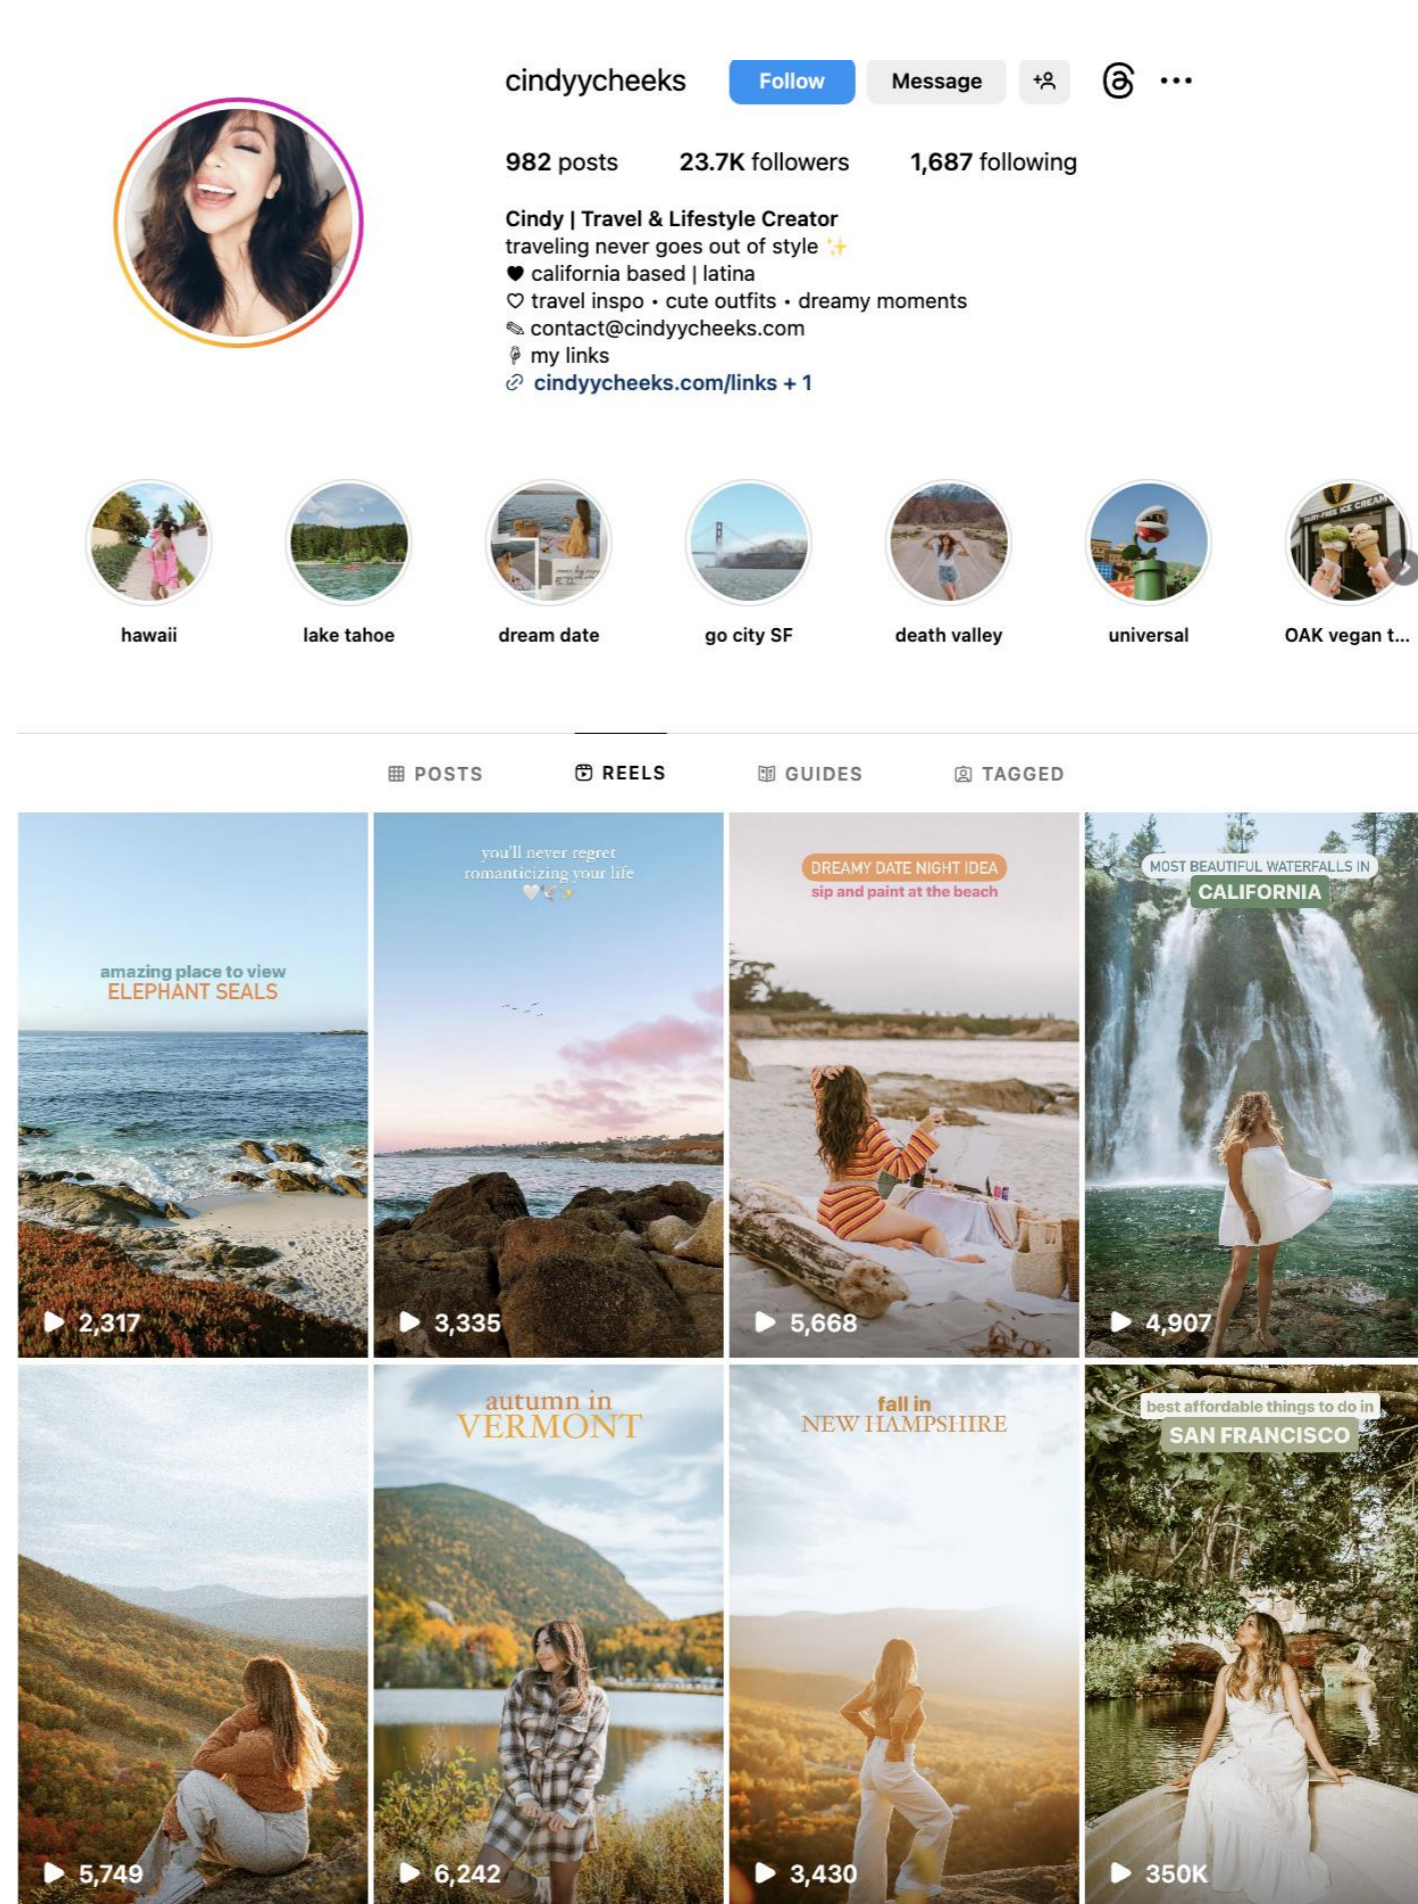 cindyycheeks Follow Message
982 posts 23.7K followers 1,687 following
Cindy | Travel & Lifestyle Creator
traveling never goes out of style ✨
🖤 california based | latina
♡ travel inspo • cute outfits • dreamy moments
✎ contact@cindyycheeks.com
☟ my links
cindyycheeks.com/links + 1
DAIRY-FREE ICE CREAM
hawaii lake tahoe dream date go city SF death valley universal OAK vegan t...
POSTS REELS GUIDES TAGGED
amazing place to view
ELEPHANT SEALS
2,317
you'll never regret
romanticizing your life
🤍🕊️✨
3,335
DREAMY DATE NIGHT IDEA
sip and paint at the beach
5,668
MOST BEAUTIFUL WATERFALLS IN
CALIFORNIA
4,907
5,749
autumn in
VERMONT
6,242
fall in
NEW HAMPSHIRE
3,430
best affordable things to do in
SAN FRANCISCO
350K